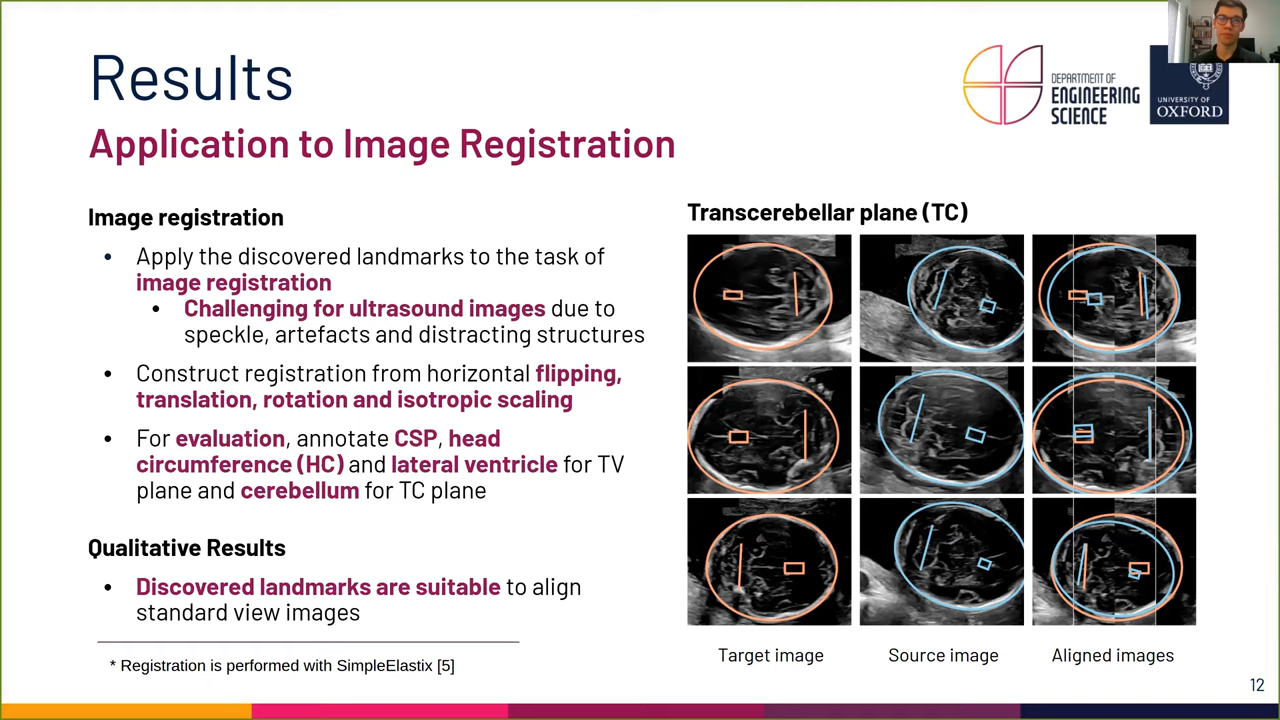 Results
Application to Image Registration
DEPARTMENT OF
ENGINEERING
SCIENCE
UNIVERSITY OF
OXFORD
Image registration
• Apply the discovered landmarks to the task of
image registration
• Challenging for ultrasound images due to
speckle, artefacts and distracting structures
• Construct registration from horizontal flipping,
translation, rotation and isotropic scaling
• For evaluation, annotate CSP, head
circumference (HC) and lateral ventricle for TV
plane and cerebellum for TC plane
Qualitative Results
• Discovered landmarks are suitable to align
standard view images
* Registration is performed with SimpleElastix [5]
Transcerebellar plane (TC)
Target image
Source image
Aligned images
12